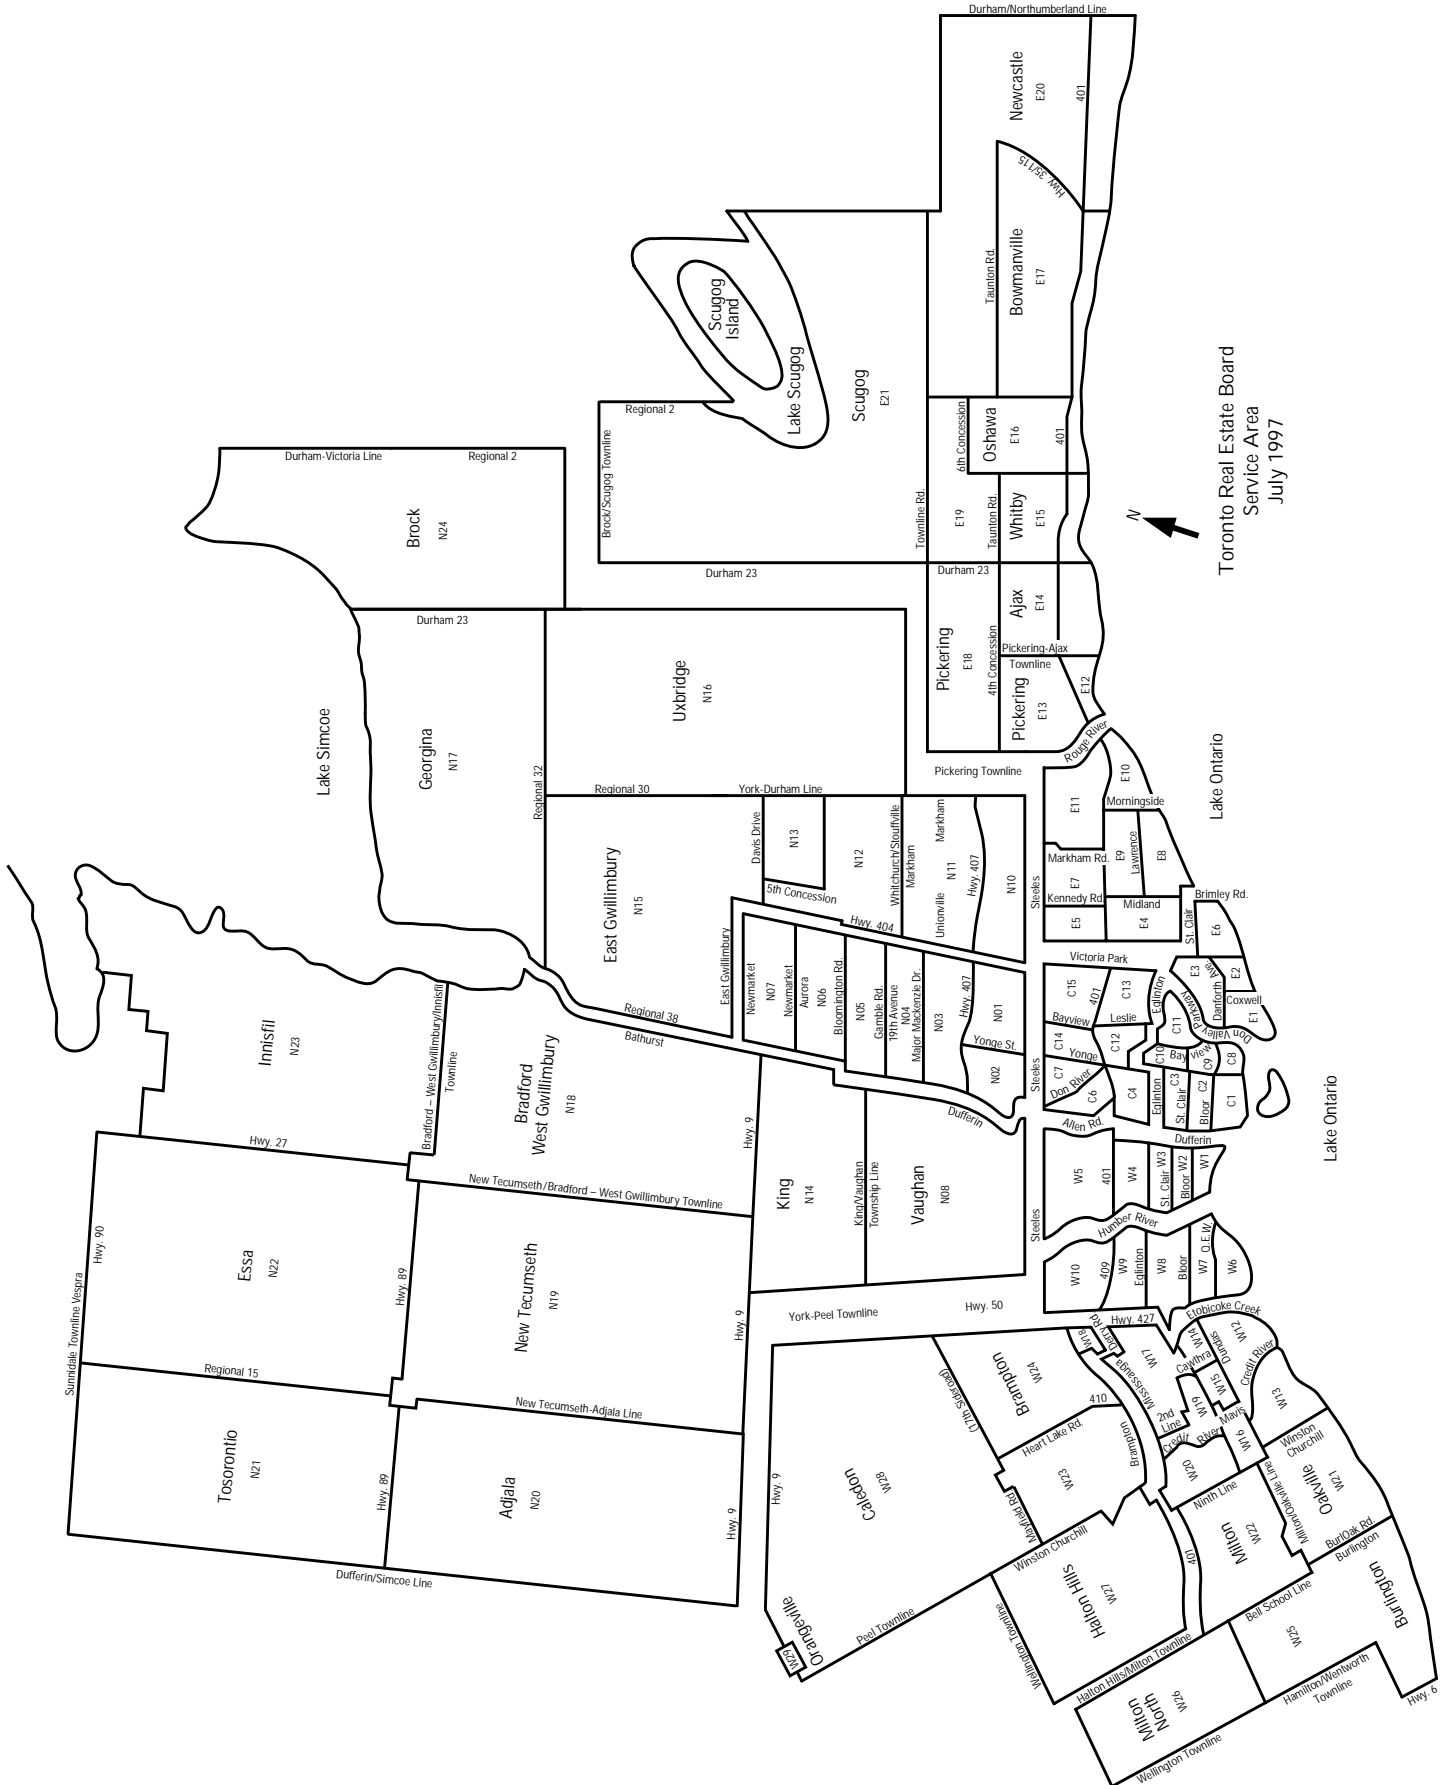 Toronto Real Estate Board
Service Area
July 1997
N
Durham/Northumberland Line
Newcastle
E20
401
Hwy. 35/115
Taunton Rd.
Bowmanville
E17
Scugog
Island
Lake Scugog
Scugog
E21
Regional 2
Brock/Scugog Townline
6th Concession
Oshawa
E16
401
Townline Rd.
E19
Taunton Rd.
Whitby
E15
Durham 23
Durham 23
Ajax
E14
Pickering
E18
4th Concession
Pickering-Ajax
Townline
Pickering
E13
E12
Rouge River
Pickering Townline
Durham-Victoria Line
Regional 2
Brock
N24
Durham 23
Lake Simcoe
Georgina
N17
Regional 32
Uxbridge
N16
Regional 30
York-Durham Line
East Gwillimbury
N15
Davis Drive
N13
5th Concession
N12
Whitchurch/Stouffville
Markham
Markham
Unionville
N11
Hwy. 407
N10
Steeles
Hwy. 404
East Gwillimbury
Newmarket
N07
Newmarket
Aurora
N06
Bloomington Rd.
N05
Gamble Rd.
19th Avenue
N04
Major Mackenzie Dr.
N03
Hwy. 407
N01
Yonge St.
N02
Steeles
Regional 38
Bathurst
Dufferin
Innisfil
N23
Bradford – West Gwillimbury/Innisfil
Townline
Bradford
West Gwillimbury
N18
Hwy. 27
Hwy. 9
New Tecumseth/Bradford – West Gwillimbury Townline
King
N14
King/Vaughan
Township Line
Vaughan
N08
Steeles
Hwy. 90
Sunnidale Townline Vespra
Essa
N22
Hwy. 89
New Tecumseth
N19
Hwy. 9
York-Peel Townline
Hwy. 50
Regional 15
New Tecumseth-Adjala Line
Tosorontio
N21
Hwy. 89
Adjala
N20
Hwy. 9
Dufferin/Simcoe Line
Hwy. 9
Caledon
W28
Orangeville
W29
Peel Townline
(17th Sideroad)
Brampton
W24
410
Heart Lake Rd.
W23
Brampton
Mayfield Rd.
Winston Churchill
Wellington Townline
Halton Hills
W27
Halton Hills/Milton Townline
401
Milton
North
W26
Wellington Townline
Bell School Line
W25
Hamilton/Wentworth
Townline
Hwy. 6
Burlington
Burlington
BurlOak Rd.
Milton
W22
Milton/Oakville Line
Oakville
W21
Ninth Line
Winston
Churchill
W20
W16
Mavis
Credit
River
2nd
Line
W19
W15
Cawthra
W14
Dundas
W12
Credit River
W13
Mississauga
W17
W18
Derry Rd.
Hwy. 427
Etobicoke Creek
W10
409
W9
Eglinton
W8
Bloor
W7
Q.E.W.
W6
Humber River
W5
401
W4
W3
St. Clair
W2
Bloor
W1
Dufferin
Allen Rd.
C7
Don River
C6
C4
Eglinton
C3
St. Clair
C2
Bloor
C1
C14
Yonge
C12
C10
Bayview
C9
C8
Bayview
C15
401
C13
Leslie
Eglinton
C11
Don Valley Parkway
Victoria Park
E3
Danforth
Ave.
E2
Coxwell
E1
St. Clair
E6
Brimley Rd.
E5
E4
Kennedy Rd.
Midland
E7
Markham Rd.
E9
Lawrence
E8
E11
Morningside
E10
Lake Ontario
Lake Ontario